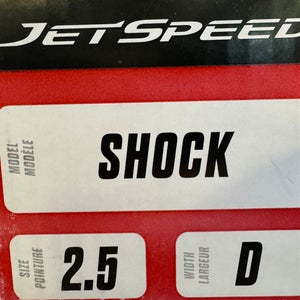 JETSPEED
MODEL
MODÈLE
SHOCK
SIZE
POINTURE
2.5
WIDTH
LARGEUR
D